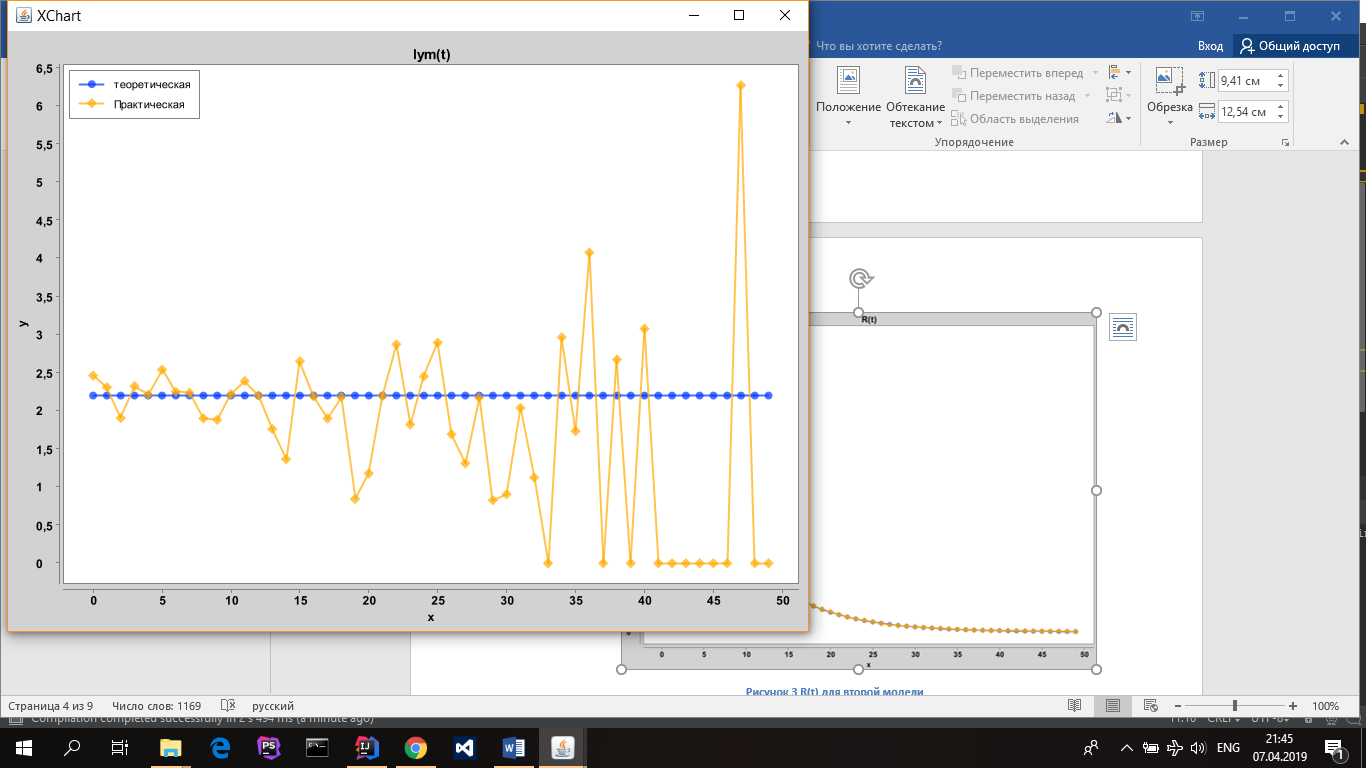 XChart
lym(t)
теоретическая
Практическая
6,5
6
5,5
5
4,5
4
3,5
3
2,5
2
1,5
1
0,5
0
y
0 5 10 15 20 25 30 35 40 45 50
x
Что вы хотите сделать?
Вход
Общий доступ
Положение
Обтекание текстом
Переместить вперед
Переместить назад
Область выделения
Упорядочение
Обрезка
9,41 см
12,54 см
Размер
R(t)
0 5 10 15 20 25 30 35 40 45 50
x
Рисунок 3 R(t) для второй модели
Страница 4 из 9
Число слов: 1169
русский
100%
Compilation completed successfully in 2 s 494 ms (a minute ago)
PS
IJ
ENG
21:45
07.04.2019
1